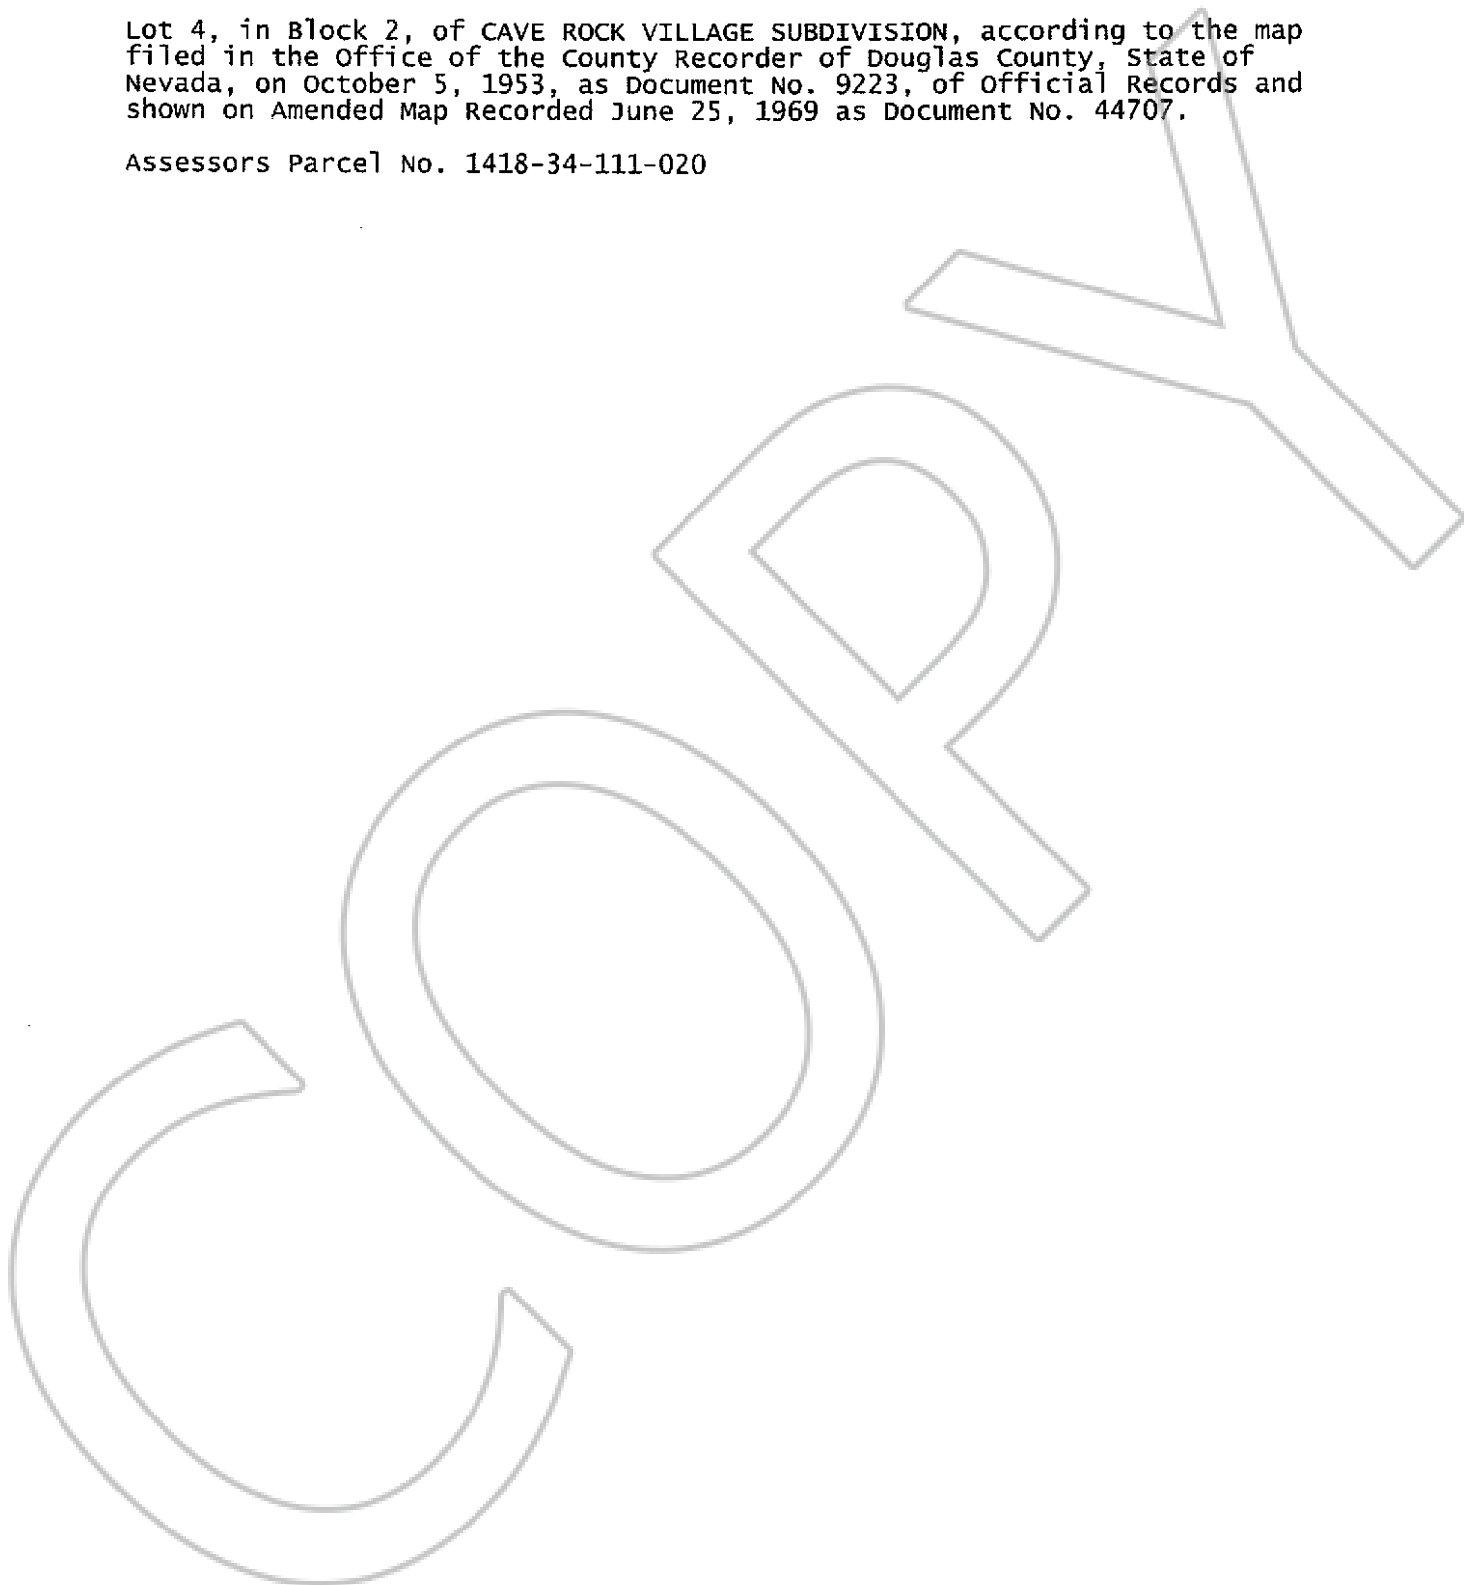 Lot 4, in Block 2, of CAVE ROCK VILLAGE SUBDIVISION, according to the map
filed in the Office of the County Recorder of Douglas County, State of
Nevada, on October 5, 1953, as Document No. 9223, of Official Records and
shown on Amended Map Recorded June 25, 1969 as Document No. 44707.
Assessors Parcel No. 1418-34-111-020
COPY